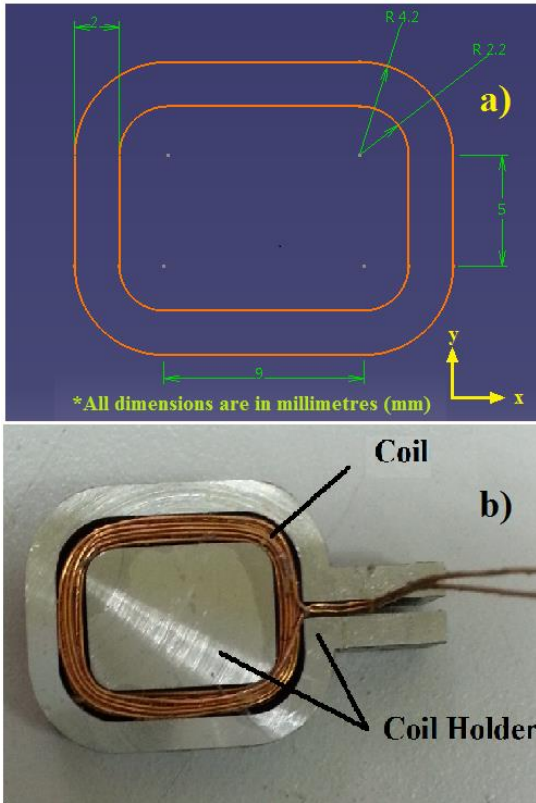 2
R 4.2
R 2.2
a)
5
9
y
x
*All dimensions are in millimetres (mm)
Coil
b)
Coil Holder